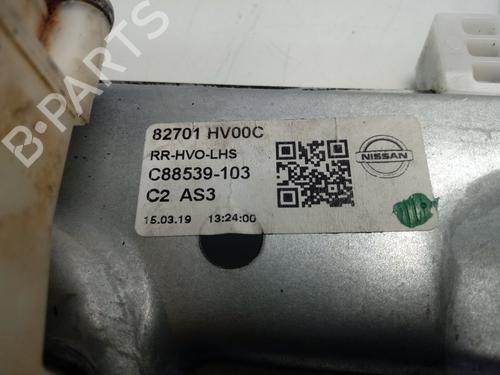 82701 HV00C
RR-HVO-LHS
C88539-103
C2 AS3
15.03.19 13:24:00
NISSAN
B-PARTS